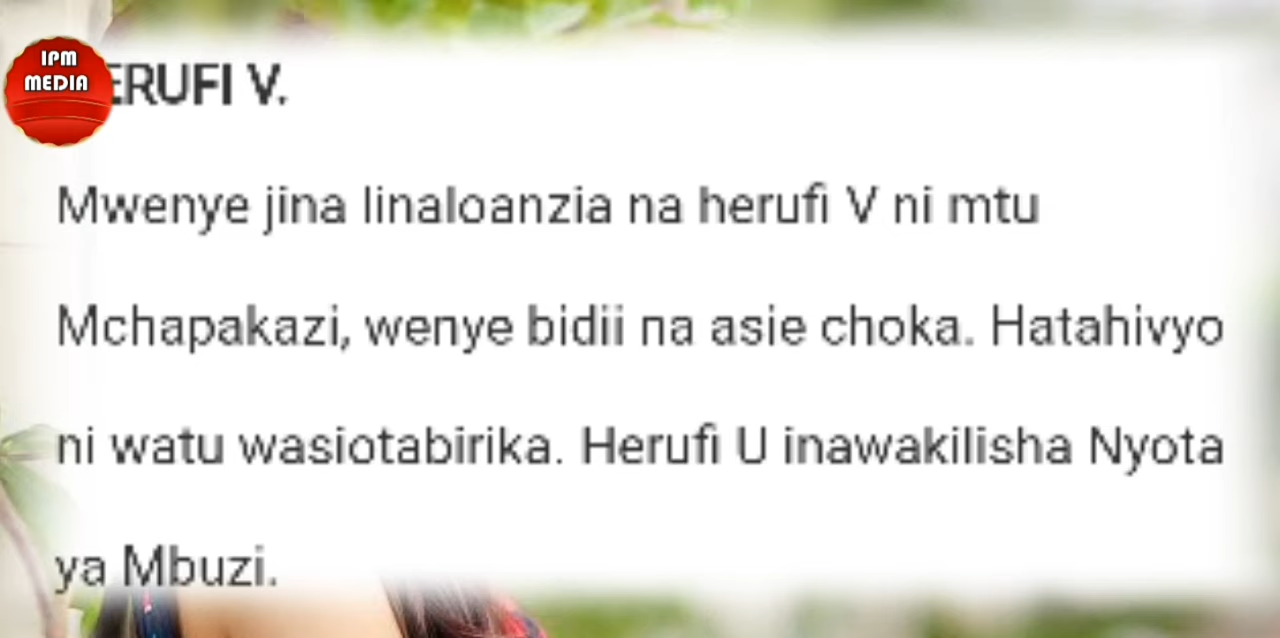 IPM
MEDIA
ERUFI V.
Mwenye jina linaloanzia na herufi V ni mtu
Mchapakazi, wenye bidii na asie choka. Hatahivyo
ni watu wasiotabirika. Herufi U inawakilisha Nyota
ya Mbuzi.